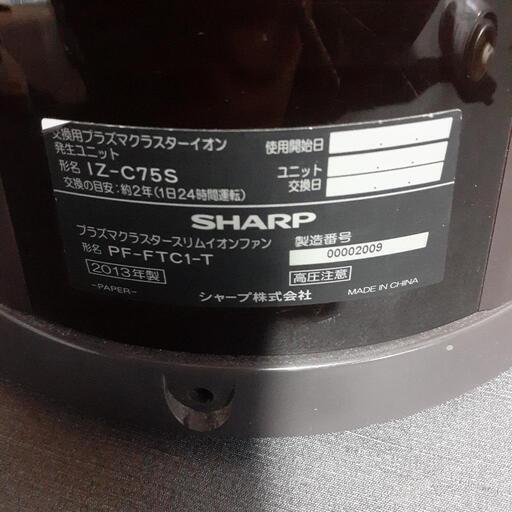 交換用プラズマクラスターイオン
発生ユニット
形名 IZ-C75S
交換の目安:約2年(1日24時間運転)
使用開始日
ユニット
交換日
SHARP
プラズマクラスタースリムイオンファン
形名 PF-FTC1-T
2013年製
-PAPER-
製造番号
00002009
高圧注意
シャープ株式会社
MADE IN CHINA